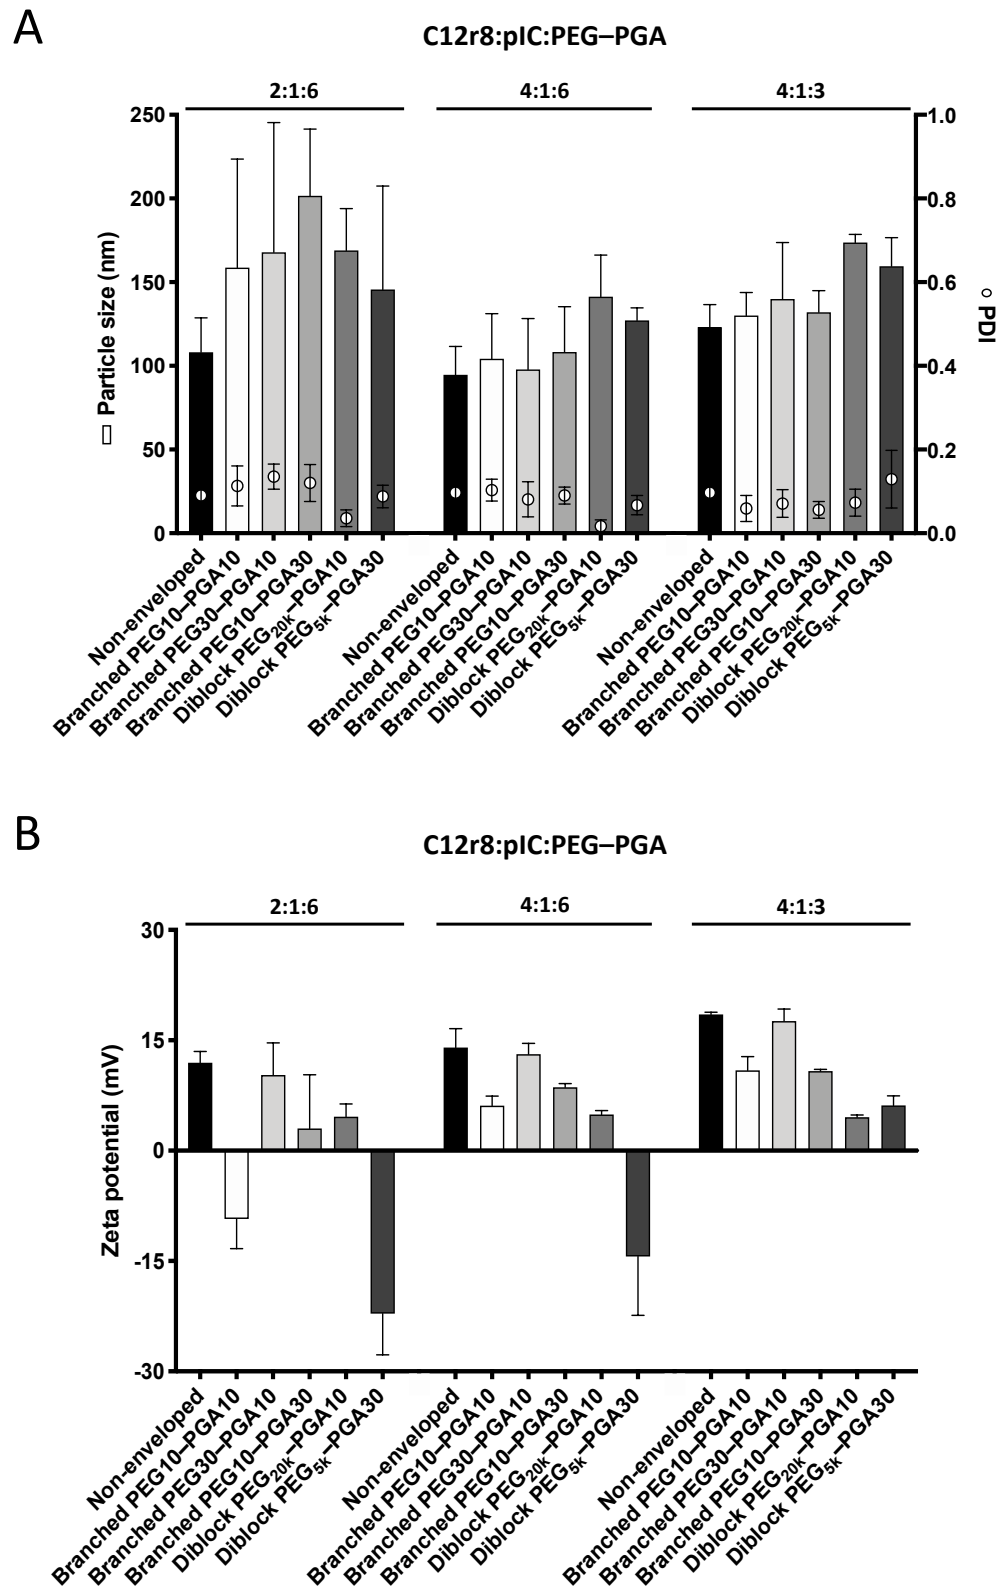 A
C12r8:pIC:PEG–PGA
2:1:6
4:1:6
4:1:3
Particle size (nm)
250
200
150
100
50
0
1.0
0.8
0.6
0.4
0.2
0.0
PDI
Non-enveloped
Branched PEG10–PGA10
Branched PEG30–PGA10
Branched PEG10–PGA30
Diblock PEG20k–PGA10
Diblock PEG5k–PGA30
Non-enveloped
Branched PEG10–PGA10
Branched PEG30–PGA10
Branched PEG10–PGA30
Diblock PEG20k–PGA10
Diblock PEG5k–PGA30
Non-enveloped
Branched PEG10–PGA10
Branched PEG30–PGA10
Branched PEG10–PGA30
Diblock PEG20k–PGA10
Diblock PEG5k–PGA30
B
C12r8:pIC:PEG–PGA
2:1:6
4:1:6
4:1:3
Zeta potential (mV)
30
15
0
-15
-30
Non-enveloped
Branched PEG10–PGA10
Branched PEG30–PGA10
Branched PEG10–PGA30
Diblock PEG20k–PGA10
Diblock PEG5k–PGA30
Non-enveloped
Branched PEG10–PGA10
Branched PEG30–PGA10
Branched PEG10–PGA30
Diblock PEG20k–PGA10
Diblock PEG5k–PGA30
Non-enveloped
Branched PEG10–PGA10
Branched PEG30–PGA10
Branched PEG10–PGA30
Diblock PEG20k–PGA10
Diblock PEG5k–PGA30